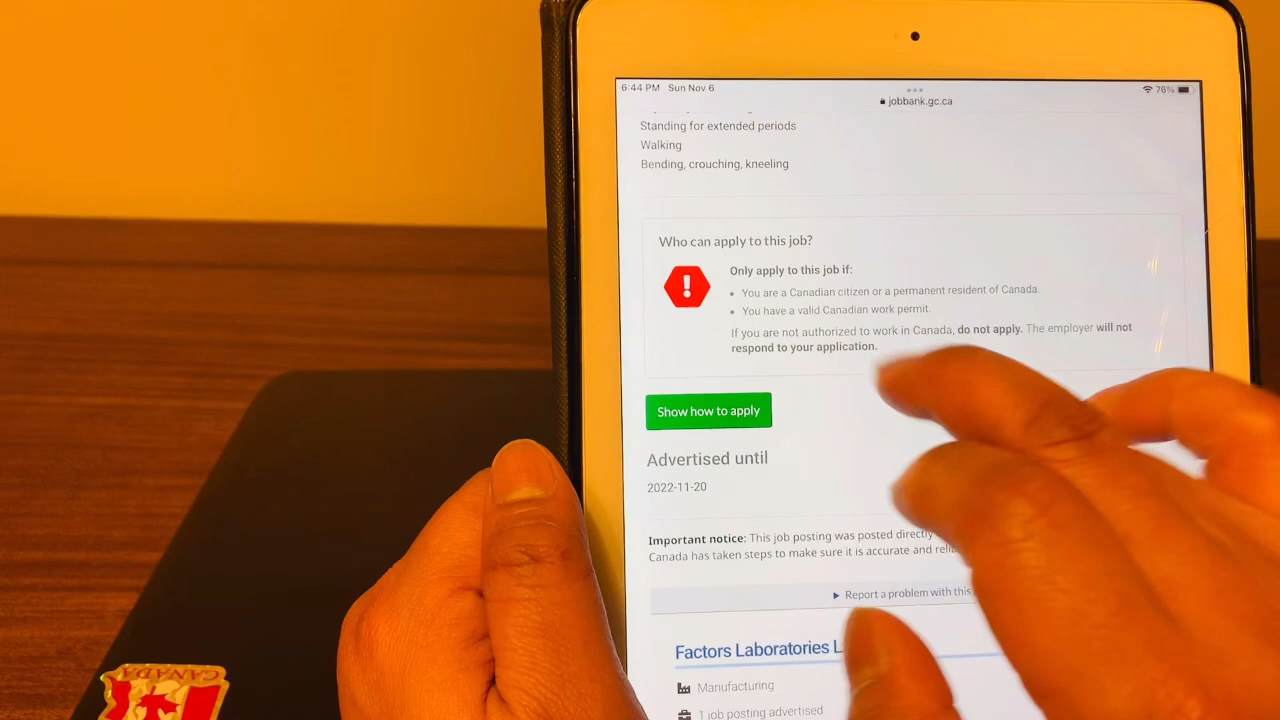 6:44 PM Sun Nov 6
76%
jobbank.gc.ca
Standing for extended periods
Walking
Bending, crouching, kneeling
Who can apply to this job?
Only apply to this job if:
• You are a Canadian citizen or a permanent resident of Canada.
• You have a valid Canadian work permit.
If you are not authorized to work in Canada, do not apply. The employer will not
respond to your application.
Show how to apply
Advertised until
2022-11-20
Important notice: This job posting was posted directly
Canada has taken steps to make sure it is accurate and
Report a problem with this
Factors Laboratories
Manufacturing
1 job posting advertised
CANADA